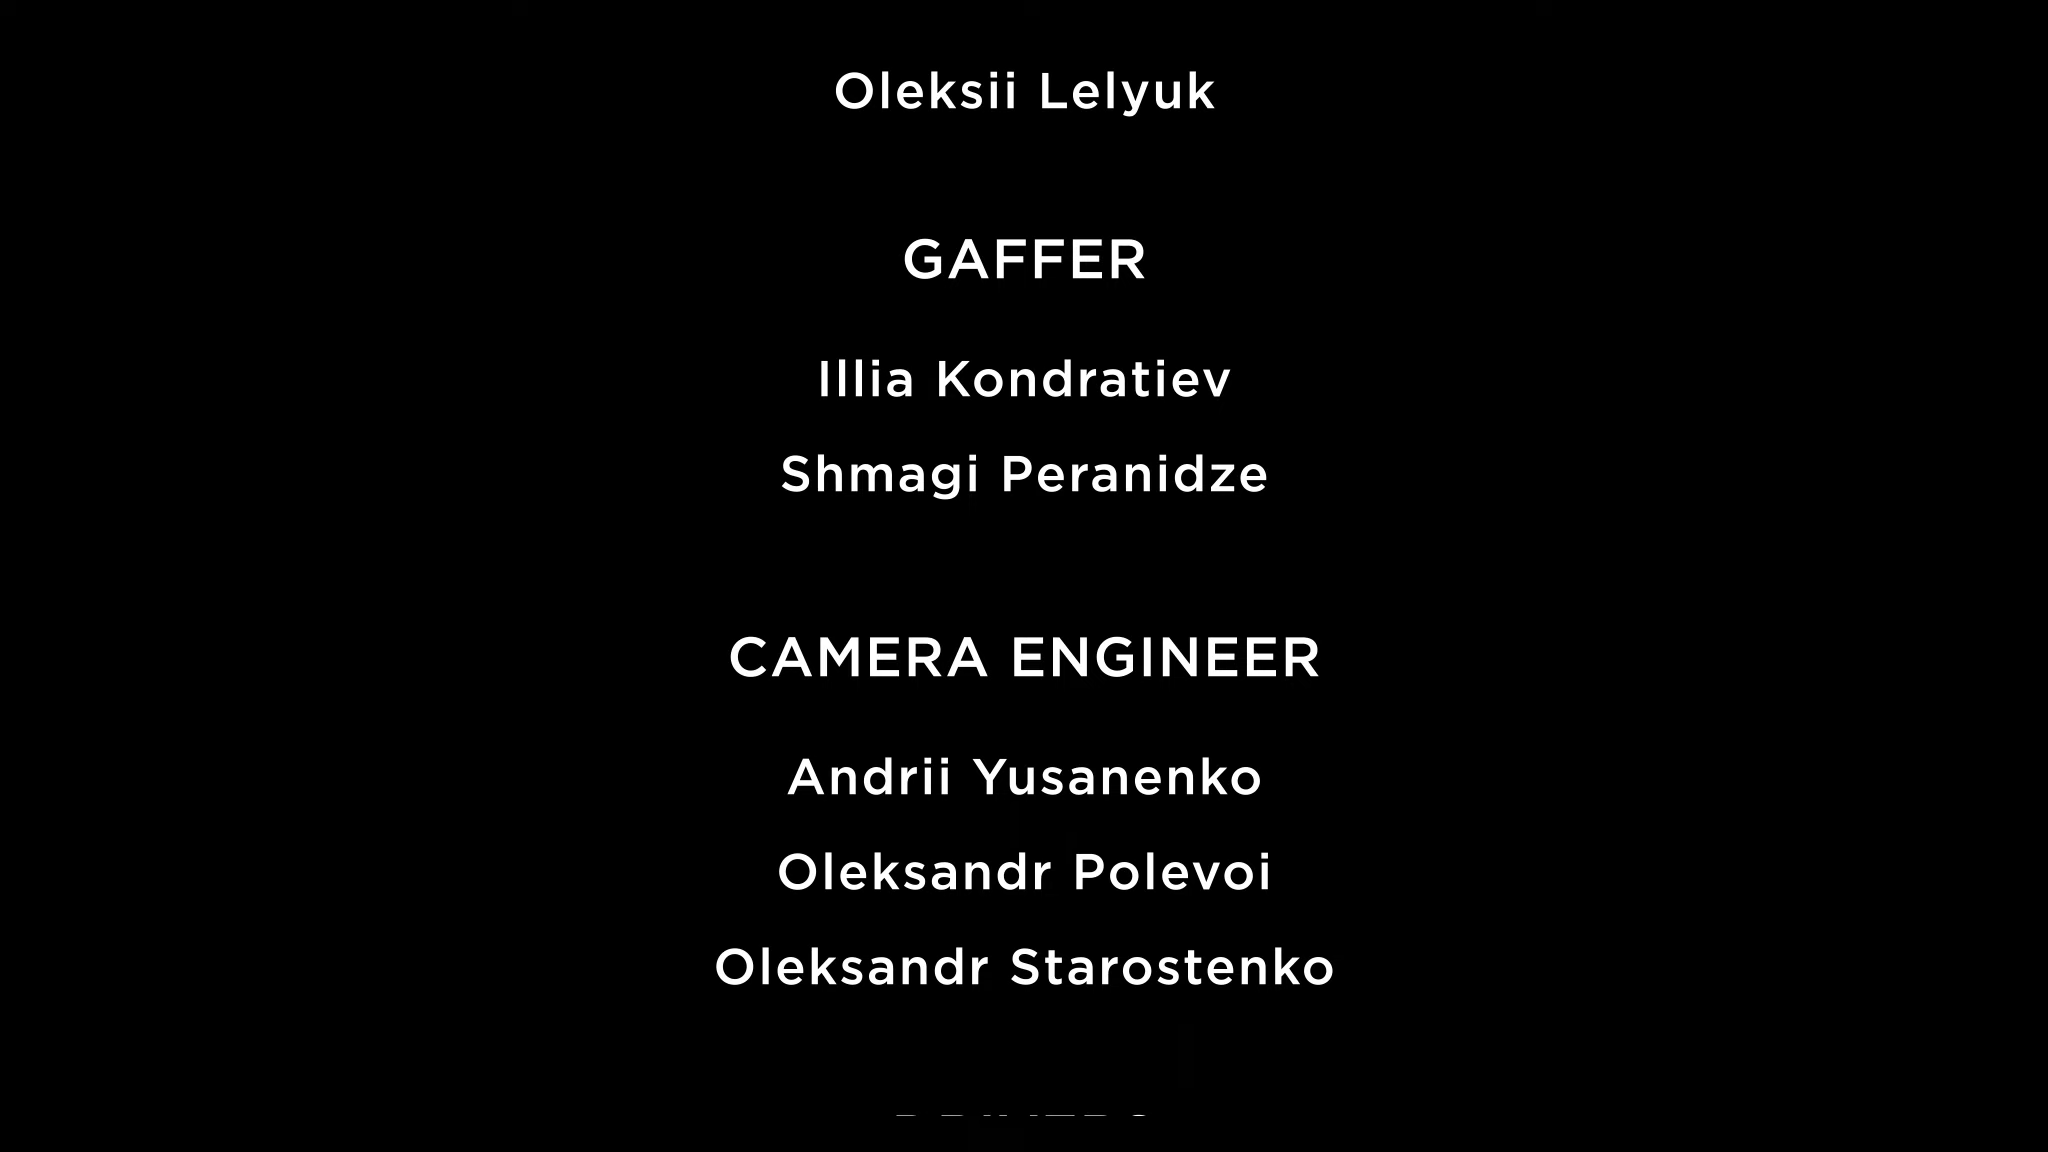 Oleksii Lelyuk
GAFFER
Illia Kondratiev
Shmagi Peranidze
CAMERA ENGINEER
Andrii Yusanenko
Oleksandr Polevoi
Oleksandr Starostenko